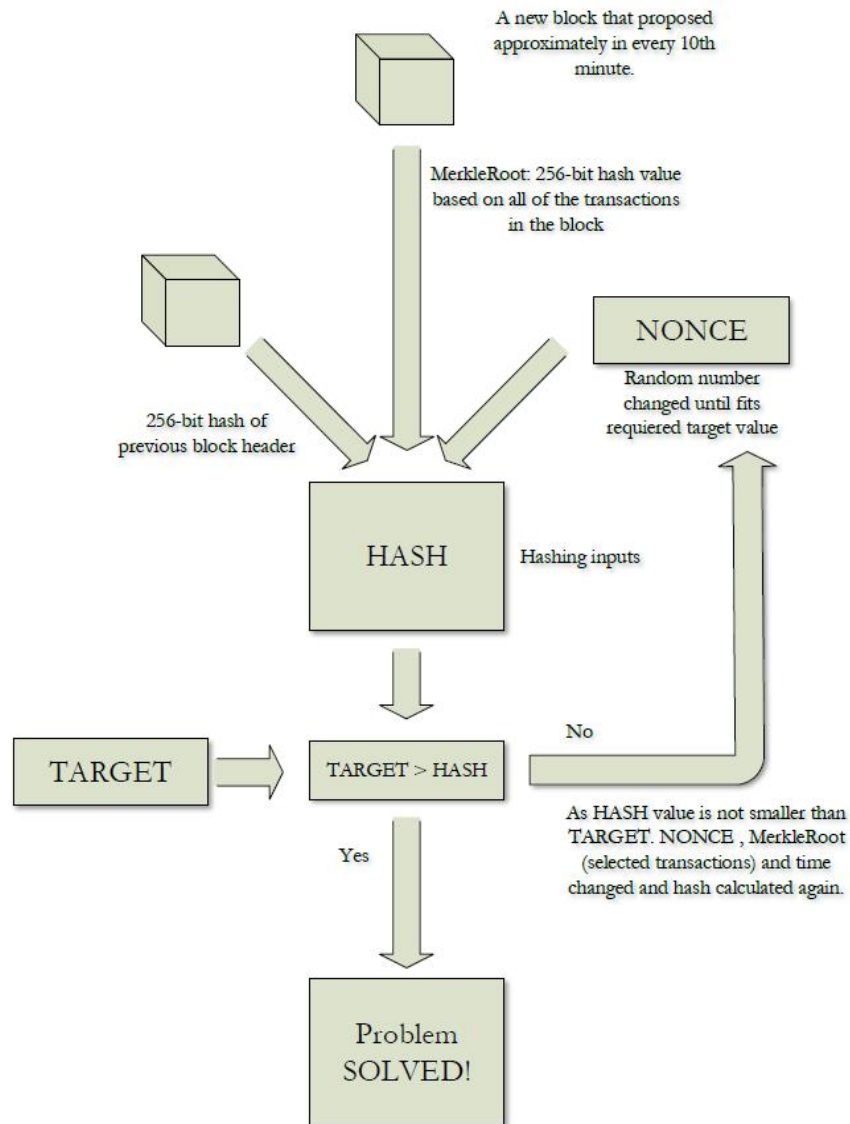 A new block that proposed
approximately in every 10th
minute.
MerkleRoot: 256-bit hash value
based on all of the transactions
in the block
NONCE
Random number
changed until fits
requiered target value
256-bit hash of
previous block header
HASH
Hashing inputs
No
TARGET
TARGET > HASH
As HASH value is not smaller than
TARGET. NONCE , MerkleRoot
(selected transactions) and time
changed and hash calculated again.
Yes
Problem
SOLVED!